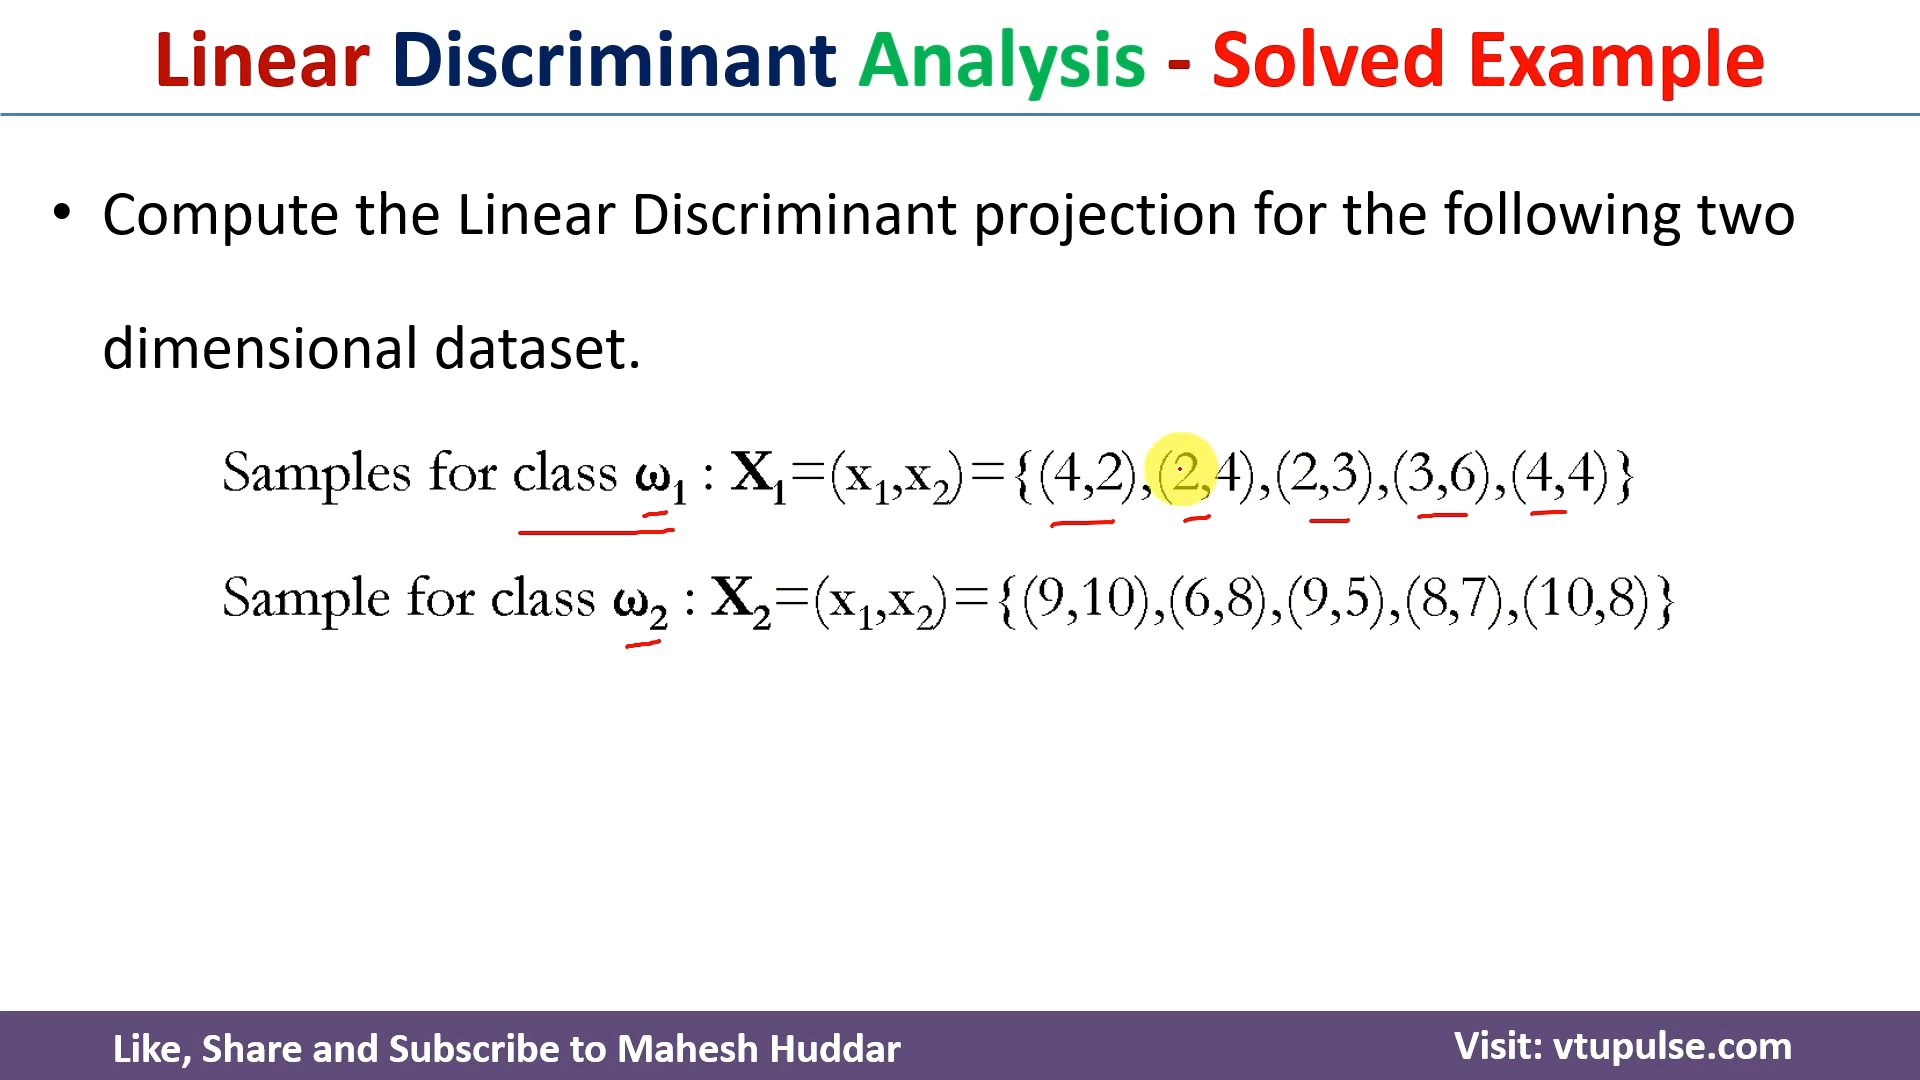 Linear Discriminant Analysis - Solved Example
• Compute the Linear Discriminant projection for the following two
dimensional dataset.
Samples for class ω₁ : X₁=(x₁,x₂)={(4,2),(2,4),(2,3),(3,6),(4,4)}
Sample for class ω₂ : X₂=(x₁,x₂)={(9,10),(6,8),(9,5),(8,7),(10,8)}
Like, Share and Subscribe to Mahesh Huddar
Visit: vtupulse.com